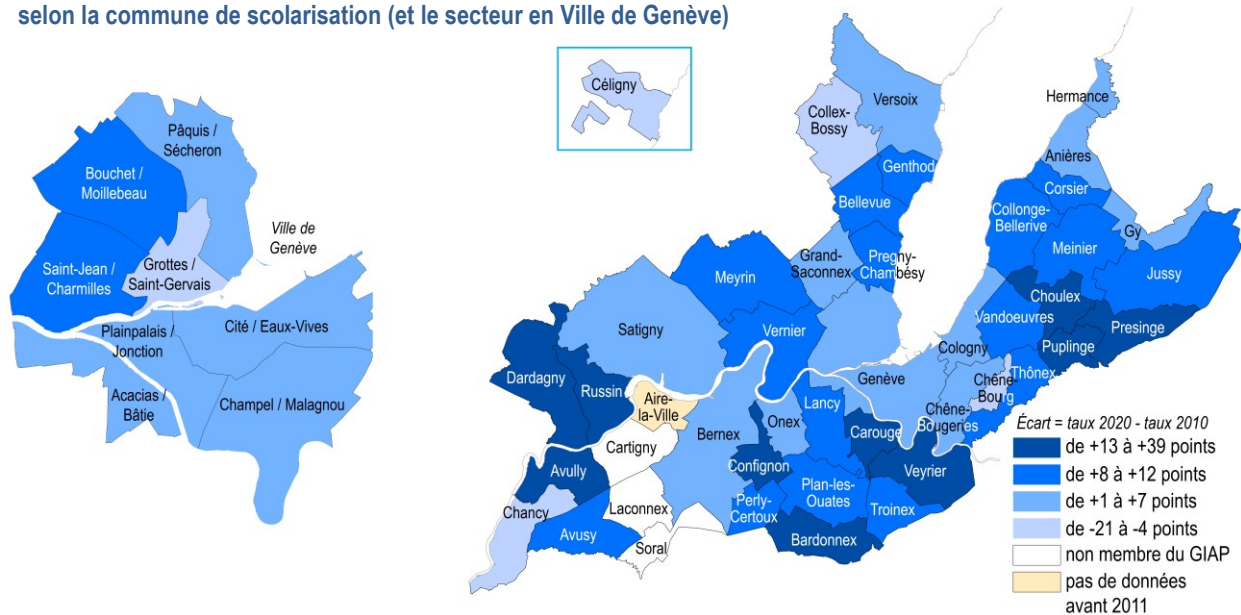 selon la commune de scolarisation (et le secteur en Ville de Genève)
Céligny
Pâquis /
Sécheron
Bouchet /
Moillebeau
Ville de
Genève
Saint-Jean /
Charmilles
Grottes /
Saint-Gervais
Plainpalais /
Jonction
Cité / Eaux-Vives
Acacias /
Bâtie
Champel / Malagnou
Versoix
Collex-
Bossy
Genthod
Bellevue
Hermance
Anières
Corsier
Collonge-
Bellerive
Gy
Meinier
Jussy
Grand-
Saconnex
Pregny-
Chambésy
Meyrin
Choulex
Vandoeuvres
Presinge
Puplinge
Satigny
Vernier
Cologny
Thônex
Chêne-
Bourg
Genève
Chêne-
Bougeries
Dardagny
Russin
Aire-
la-Ville
Lancy
Onex
Bernex
Carouge
Cartigny
Confignon
Veyrier
Avully
Plan-les-
Ouates
Perly-
Certoux
Troinex
Chancy
Laconnex
Avusy
Soral
Bardonnex
Écart = taux 2020 - taux 2010
de +13 à +39 points
de +8 à +12 points
de +1 à +7 points
de -21 à -4 points
non membre du GIAP
pas de données
avant 2011